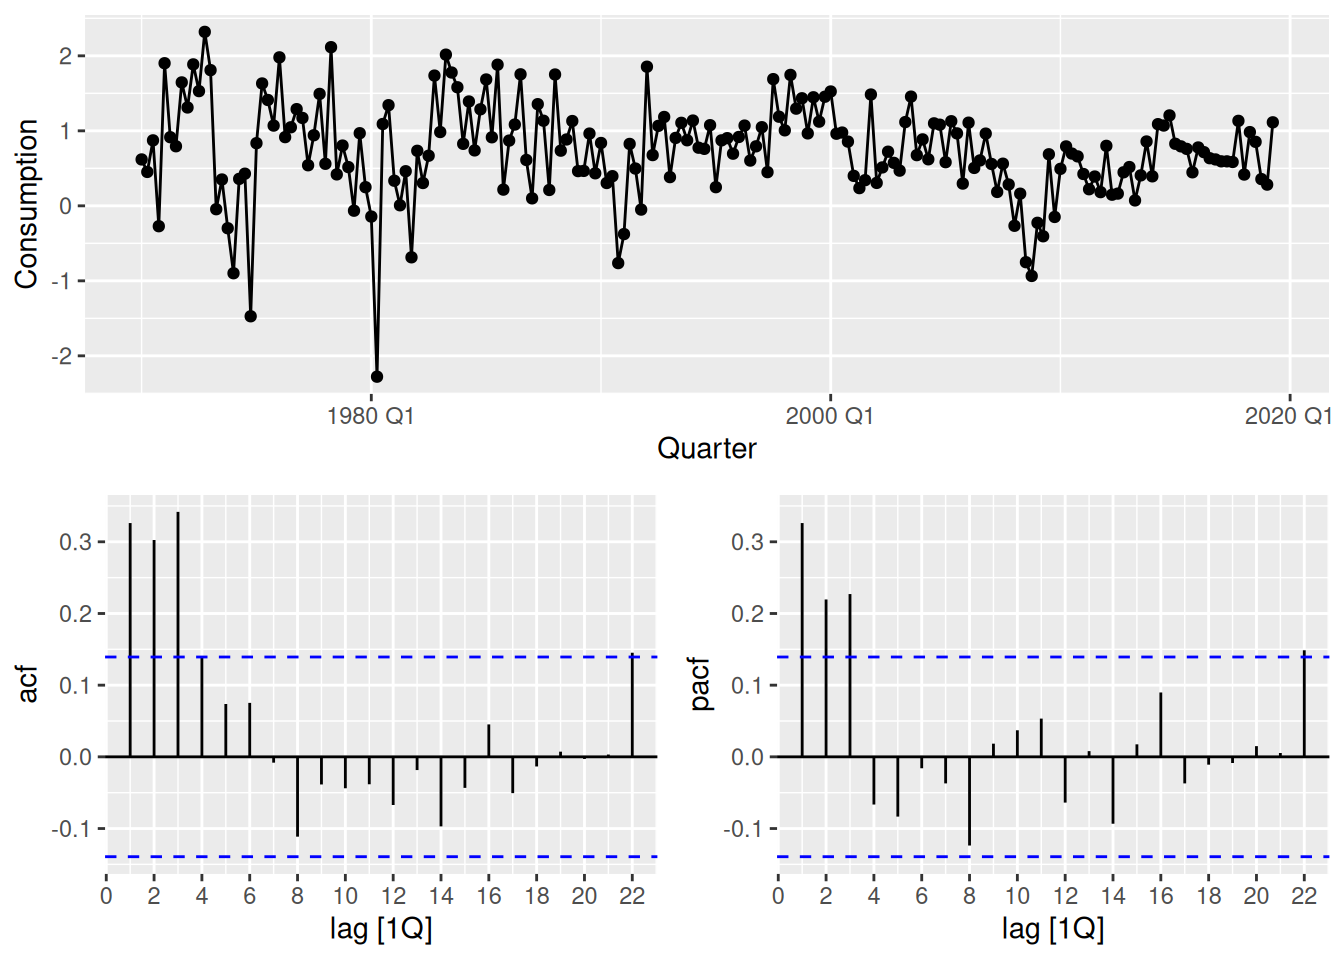 Consumption
2
1
0
-1
-2
1980 Q1 2000 Q1 2020 Q1
Quarter
acf
0.3
0.2
0.1
0.0
-0.1
0 2 4 6 8 10 12 14 16 18 20 22
lag [1Q]
pacf
0.3
0.2
0.1
0.0
-0.1
0 2 4 6 8 10 12 14 16 18 20 22
lag [1Q]